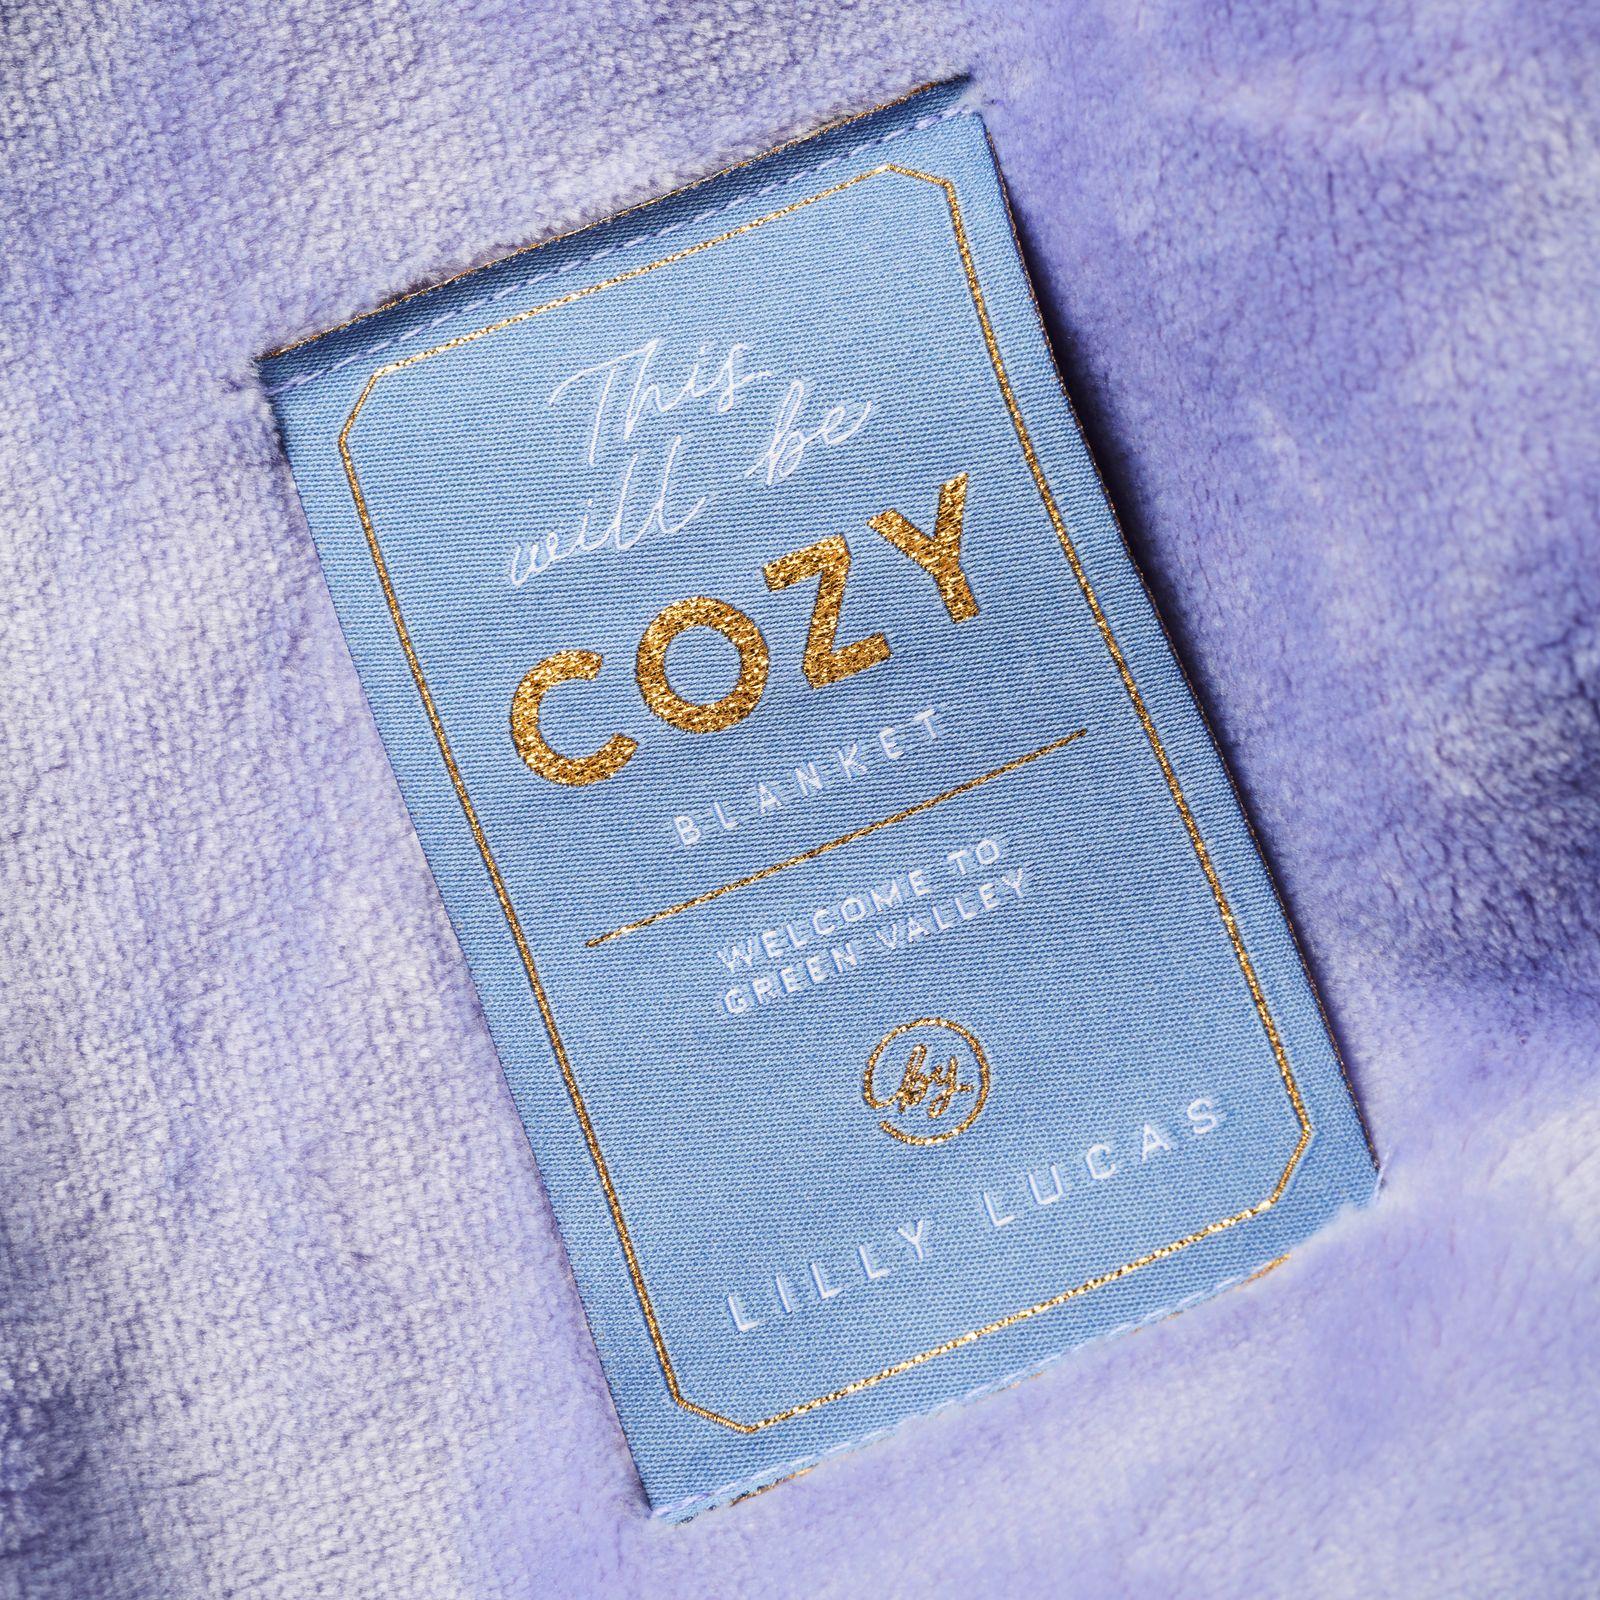 This
will be
COZY
BLANKET
WELCOME TO
GREEN VALLEY
by
LILLY LUCAS